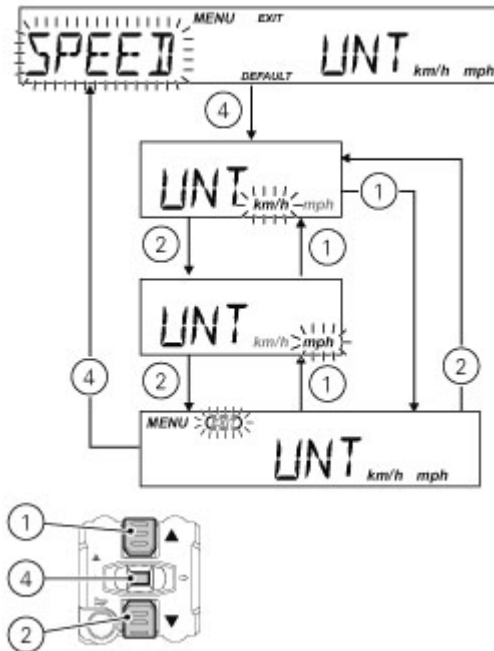 MENU EXIT
SPEED UNT km/h mph
DEFAULT
4
UNT km/h mph
1
2 1
UNT km/h mph
4 2 1 2
MENU
UNT km/h mph
1
4
2